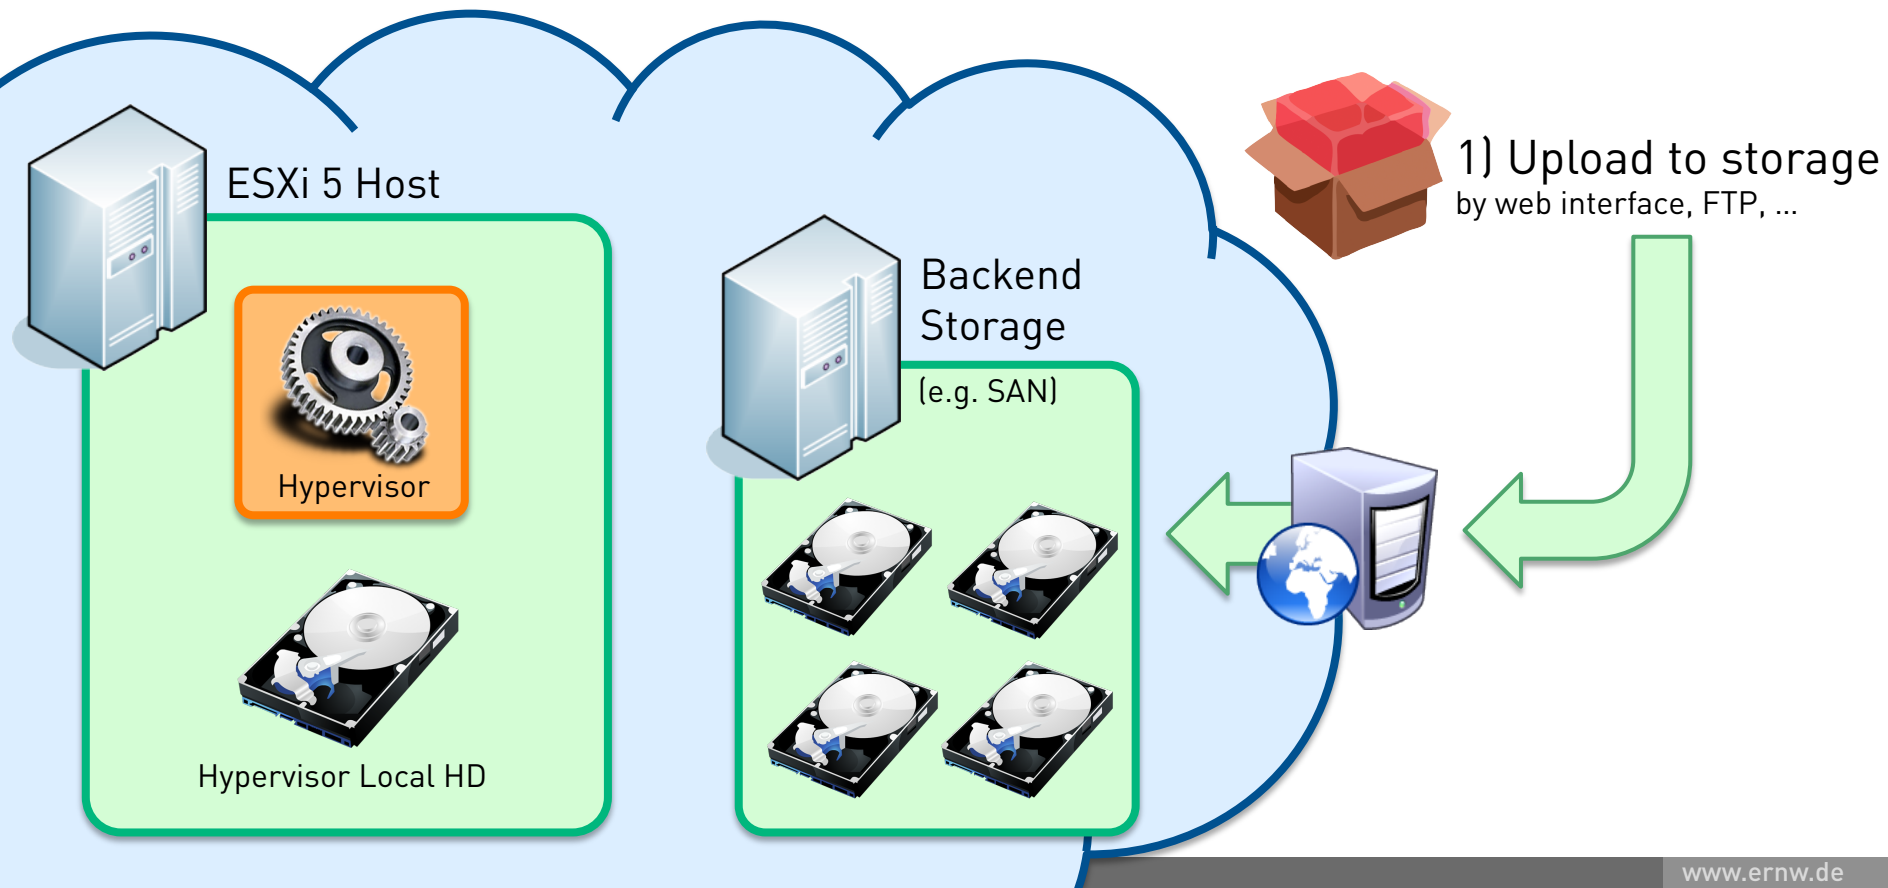 ESXi 5 Host
Hypervisor
Hypervisor Local HD
Backend
Storage
(e.g. SAN)
1) Upload to storage
by web interface, FTP, ...
www.ernw.de